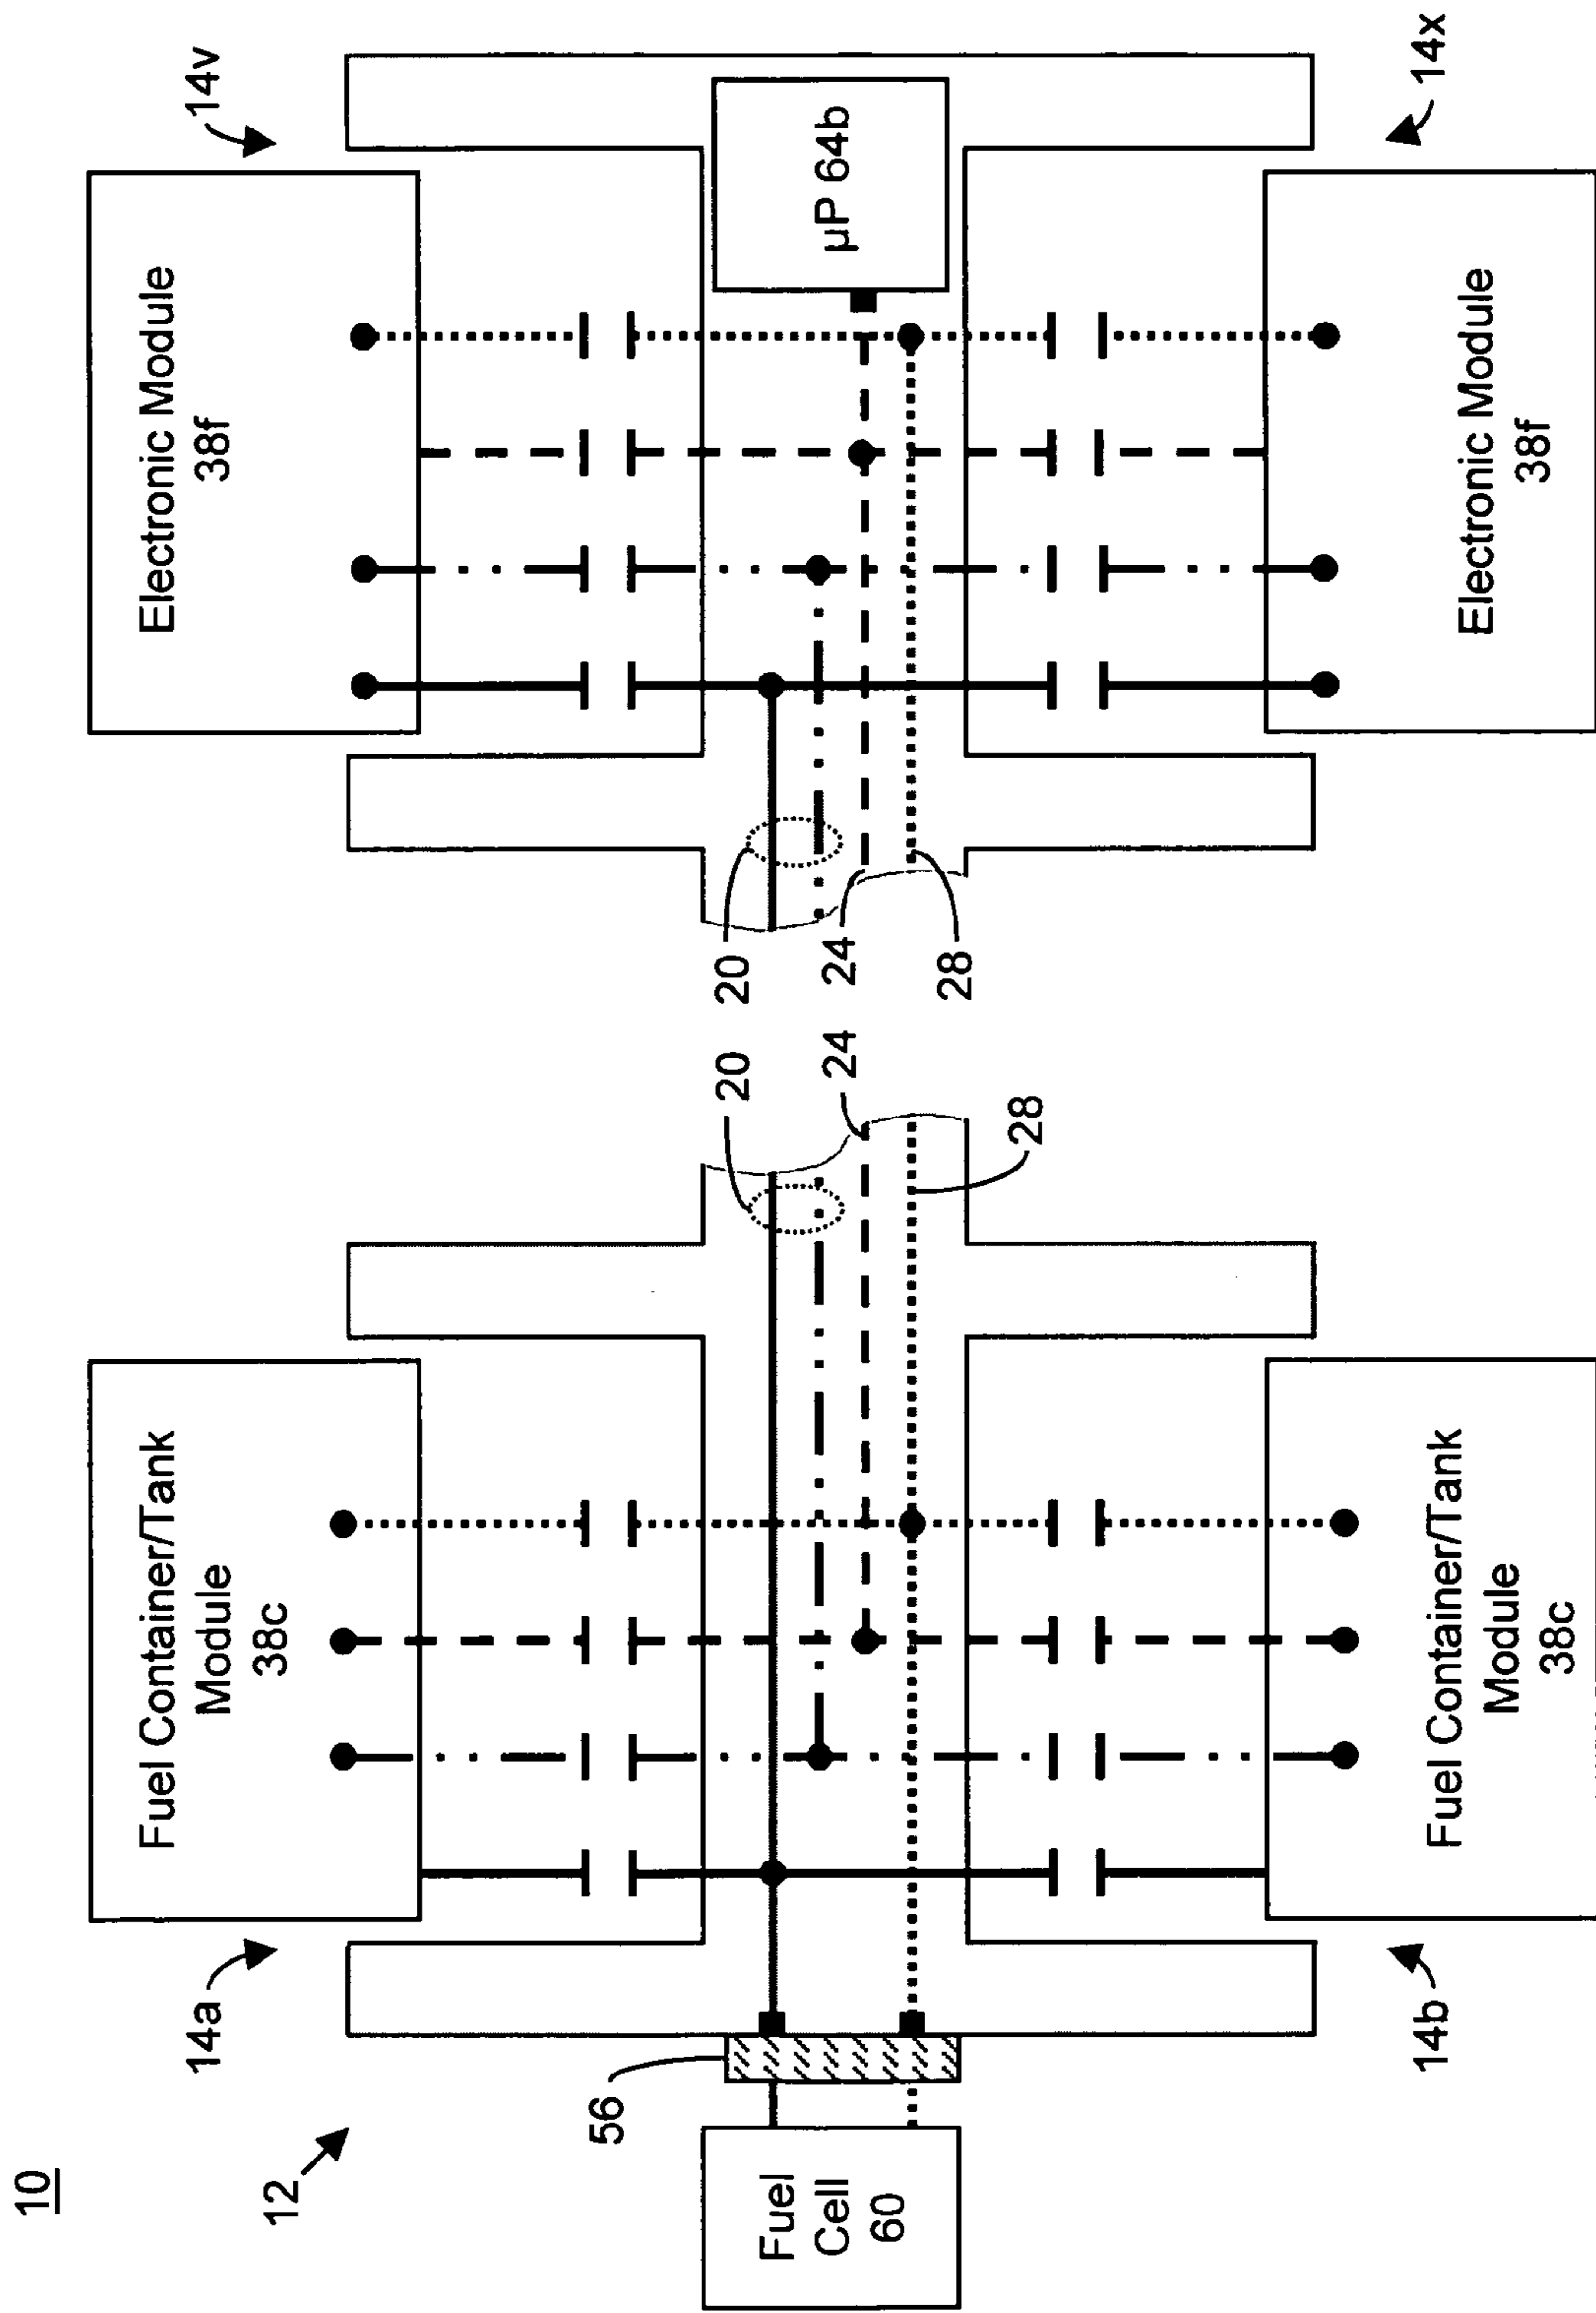 10
12
14a
Fuel Container/Tank
Module
38c
14v
Electronic Module
38f
56
Fuel
Cell
60
20
24
28
20
24
28
µP 64b
14b
Fuel Container/Tank
Module
38c
14x
Electronic Module
38f